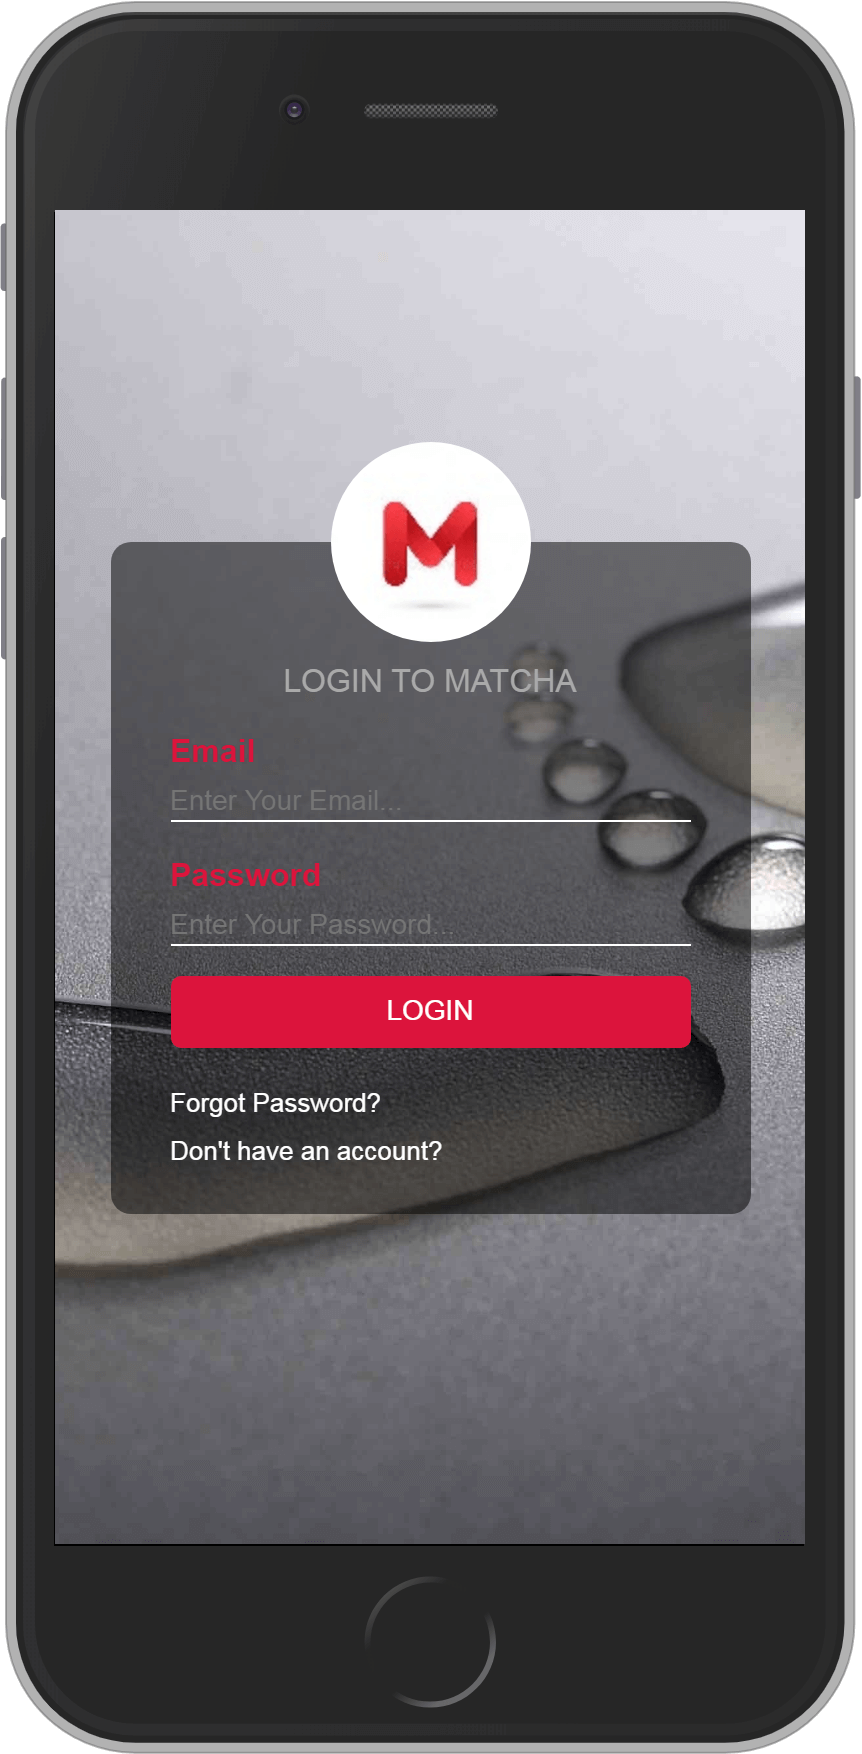 M
LOGIN TO MATCHA
Email
Enter Your Email...
Password
Enter Your Password...
LOGIN
Forgot Password?
Don't have an account?